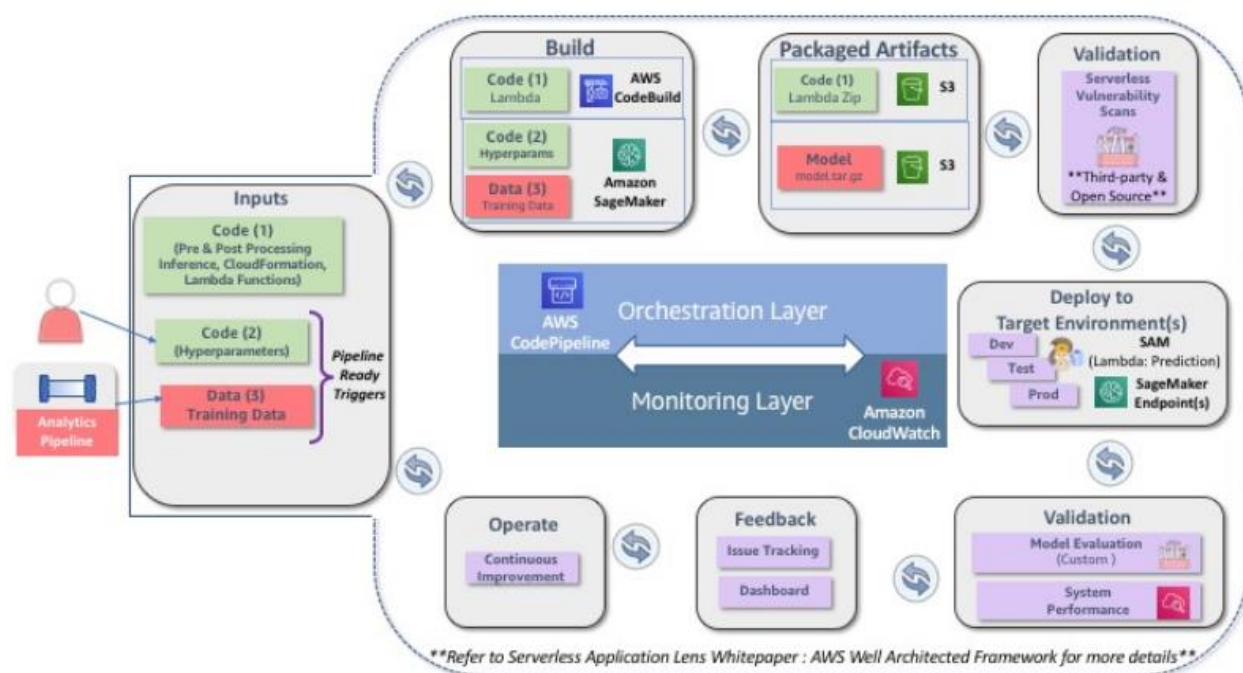 Build
Code (1)
Lambda
AWS
CodeBuild
Code (2)
Hyperparams
Data (3)
Training Data
Amazon
SageMaker
Packaged Artifacts
Code (1)
Lambda Zip
S3
Model
model.tar.gz
S3
Validation
Serverless
Vulnerability
Scans
**Third-party &
Open Source**
Inputs
Code (1)
(Pre & Post Processing
Inference, CloudFormation,
Lambda Functions)
Code (2)
(Hyperparameters)
Data (3)
Training Data
Pipeline
Ready
Triggers
Analytics
Pipeline
AWS
CodePipeline
Orchestration Layer
Monitoring Layer
Amazon
CloudWatch
Deploy to
Target Environment(s)
Dev
Test
Prod
SAM
(Lambda: Prediction)
SageMaker
Endpoint(s)
Operate
Continuous
Improvement
Feedback
Issue Tracking
Dashboard
Validation
Model Evaluation
(Custom )
System
Performance
**Refer to Serverless Application Lens Whitepaper : AWS Well Architected Framework for more details**